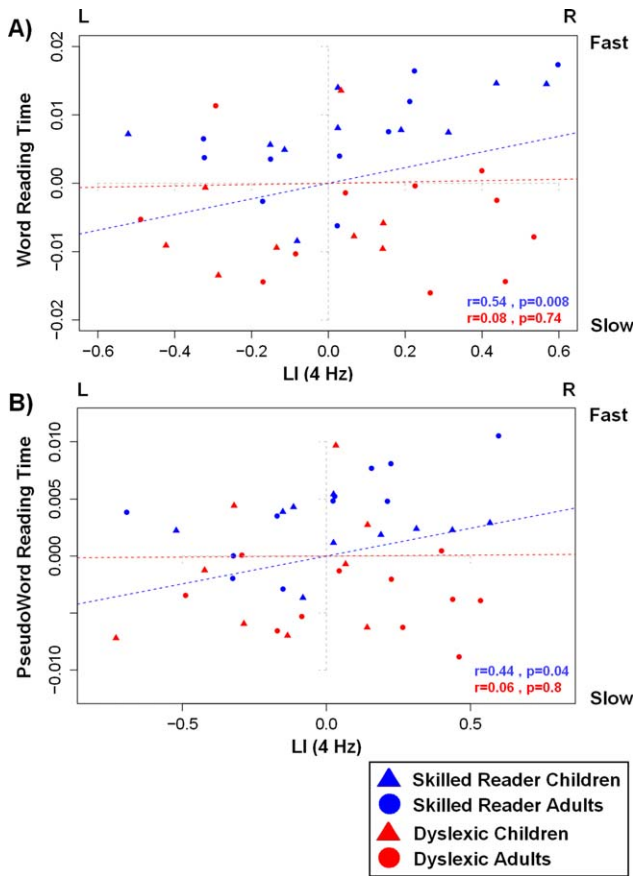 L R
A) Fast
Word Reading Time
0.02
0.01
0.00
−0.01
−0.02
r=0.54 , p=0.008
r=0.08 , p=0.74
Slow
−0.6 −0.4 −0.2 0.0 0.2 0.4 0.6
LI (4 Hz)
L R
B) Fast
PseudoWord Reading Time
0.010
0.005
0.000
−0.010
r=0.44 , p=0.04
r=0.06 , p=0.8
Slow
−0.5 0.0 0.5
LI (4 Hz)
Skilled Reader Children
Skilled Reader Adults
Dyslexic Children
Dyslexic Adults